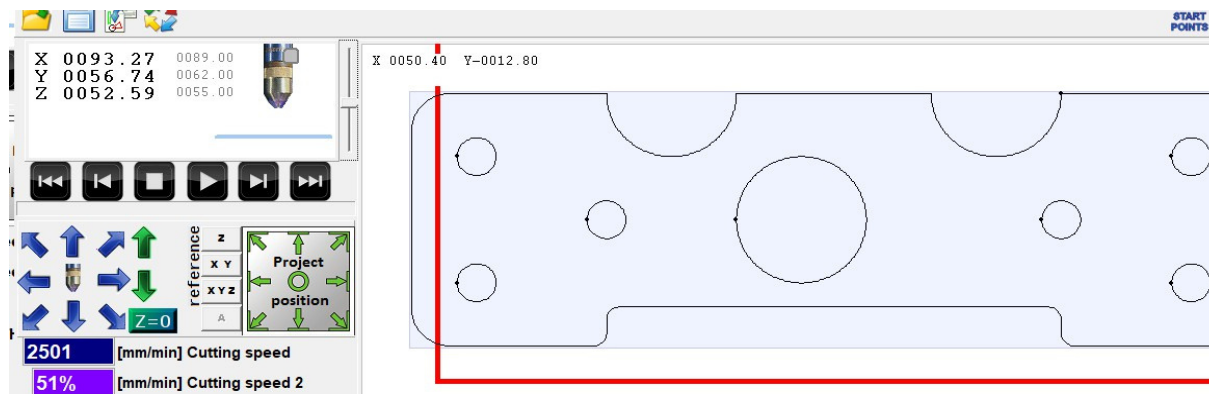 START
POINTS
X 0093.27 0089.00
Y 0056.74 0062.00
Z 0052.59 0055.00
X 0050.40 Y-0012.80
reference
Z
X Y
X Y Z
A
Project
position
Z=0
2501 [mm/min] Cutting speed
51% [mm/min] Cutting speed 2